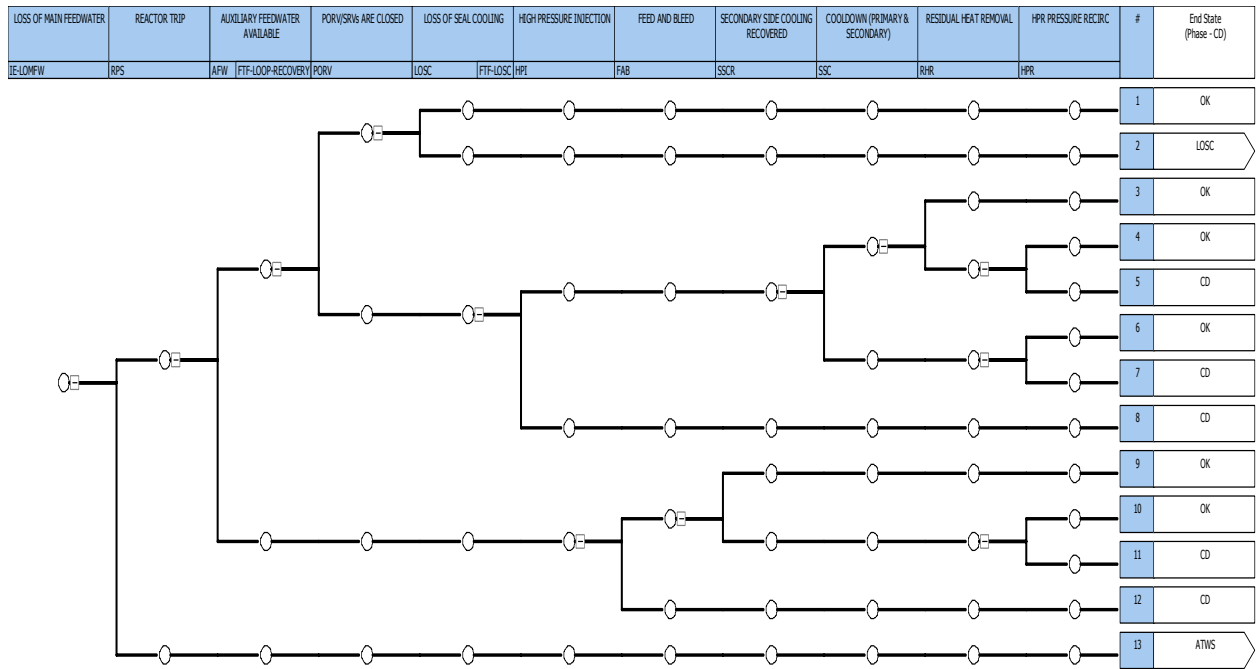 LOSS OF MAIN FEEDWATER
REACTOR TRIP
AUXILIARY FEEDWATER
AVAILABLE
PORV/SRVs ARE CLOSED
LOSS OF SEAL COOLING
HIGH PRESSURE INJECTION
FEED AND BLEED
SECONDARY SIDE COOLING
RECOVERED
COOLDOWN (PRIMARY &
SECONDARY)
RESIDUAL HEAT REMOVAL
HPR PRESSURE RECIRC
#
End State
(Phase - CD)
IE-LOMFW
RPS
AFW
FTF-LOOP-RECOVERY
PORV
LOSC
FTF-LOSC
HPI
FAB
SSCR
SSC
RHR
HPR
1 OK
2 LOSC
3 OK
4 OK
5 CD
6 OK
7 CD
8 CD
9 OK
10 OK
11 CD
12 CD
13 ATWS